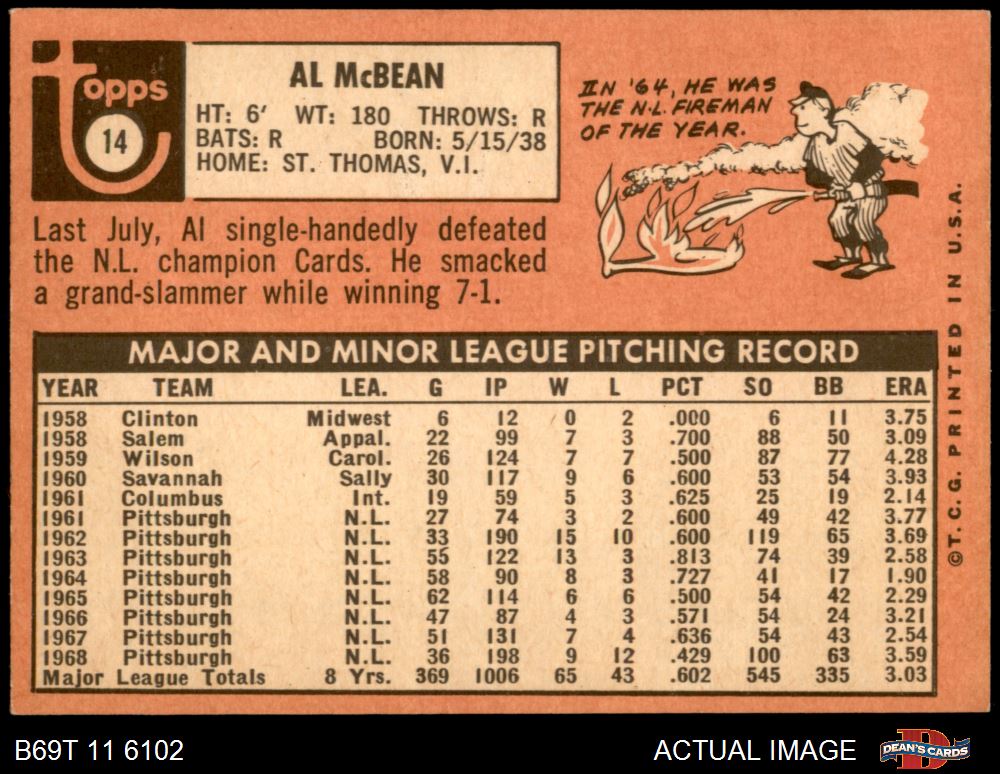 topps
14
AL McBEAN
HT: 6' WT: 180 THROWS: R
BATS: R BORN: 5/15/38
HOME: ST. THOMAS, V.I.
IN '64, HE WAS
THE N.L. FIREMAN
OF THE YEAR.
Last July, Al single-handedly defeated
the N.L. champion Cards. He smacked
a grand-slammer while winning 7-1.
MAJOR AND MINOR LEAGUE PITCHING RECORD
YEAR TEAM LEA. G IP W L PCT SO BB ERA
1958 Clinton Midwest 6 12 0 2 .000 6 11 3.75
1958 Salem Appal. 22 99 7 3 .700 88 50 3.09
1959 Wilson Carol. 26 124 7 7 .500 87 77 4.28
1960 Savannah Sally 30 117 9 6 .600 53 54 3.93
1961 Columbus Int. 19 59 5 3 .625 25 19 2.14
1961 Pittsburgh N.L. 27 74 3 2 .600 49 42 3.77
1962 Pittsburgh N.L. 33 190 15 10 .600 119 65 3.69
1963 Pittsburgh N.L. 55 122 13 3 .813 74 39 2.58
1964 Pittsburgh N.L. 58 90 8 3 .727 41 17 1.90
1965 Pittsburgh N.L. 62 114 6 6 .500 54 42 2.29
1966 Pittsburgh N.L. 47 87 4 3 .571 54 24 3.21
1967 Pittsburgh N.L. 51 131 7 4 .636 54 43 2.54
1968 Pittsburgh N.L. 36 198 9 12 .429 100 63 3.59
Major League Totals 8 Yrs. 369 1006 65 43 .602 545 335 3.03
© T. C. G. PRINTED IN U.S.A.
B69T 11 6102
ACTUAL IMAGE
DEAN'S CARDS